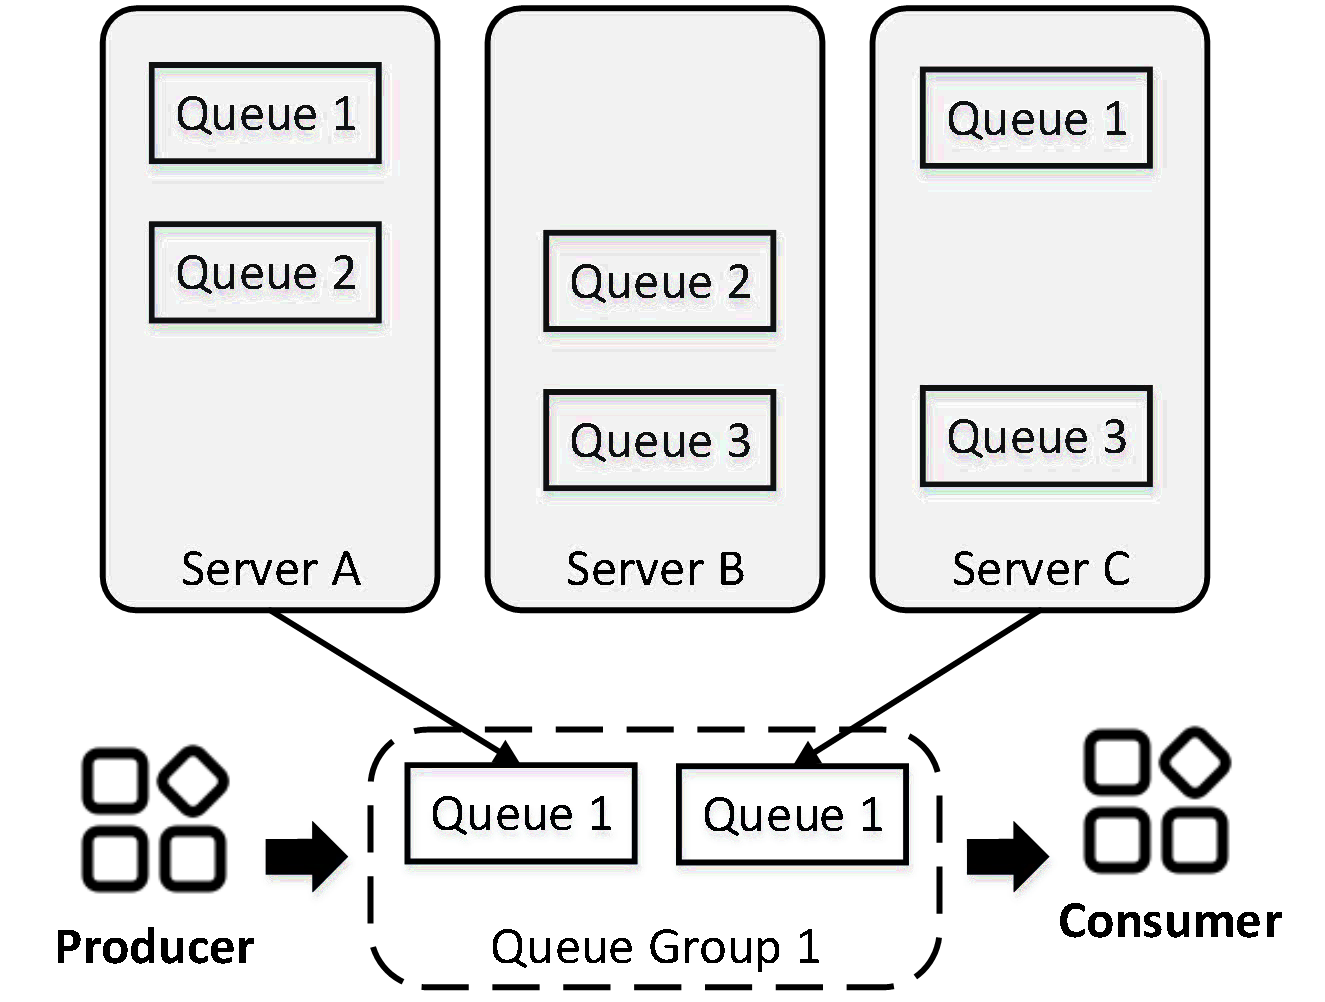 Queue 1
Queue 2
Server A
Queue 2
Queue 3
Server B
Queue 1
Queue 3
Server C
Producer
Queue 1
Queue 1
Queue Group 1
Consumer